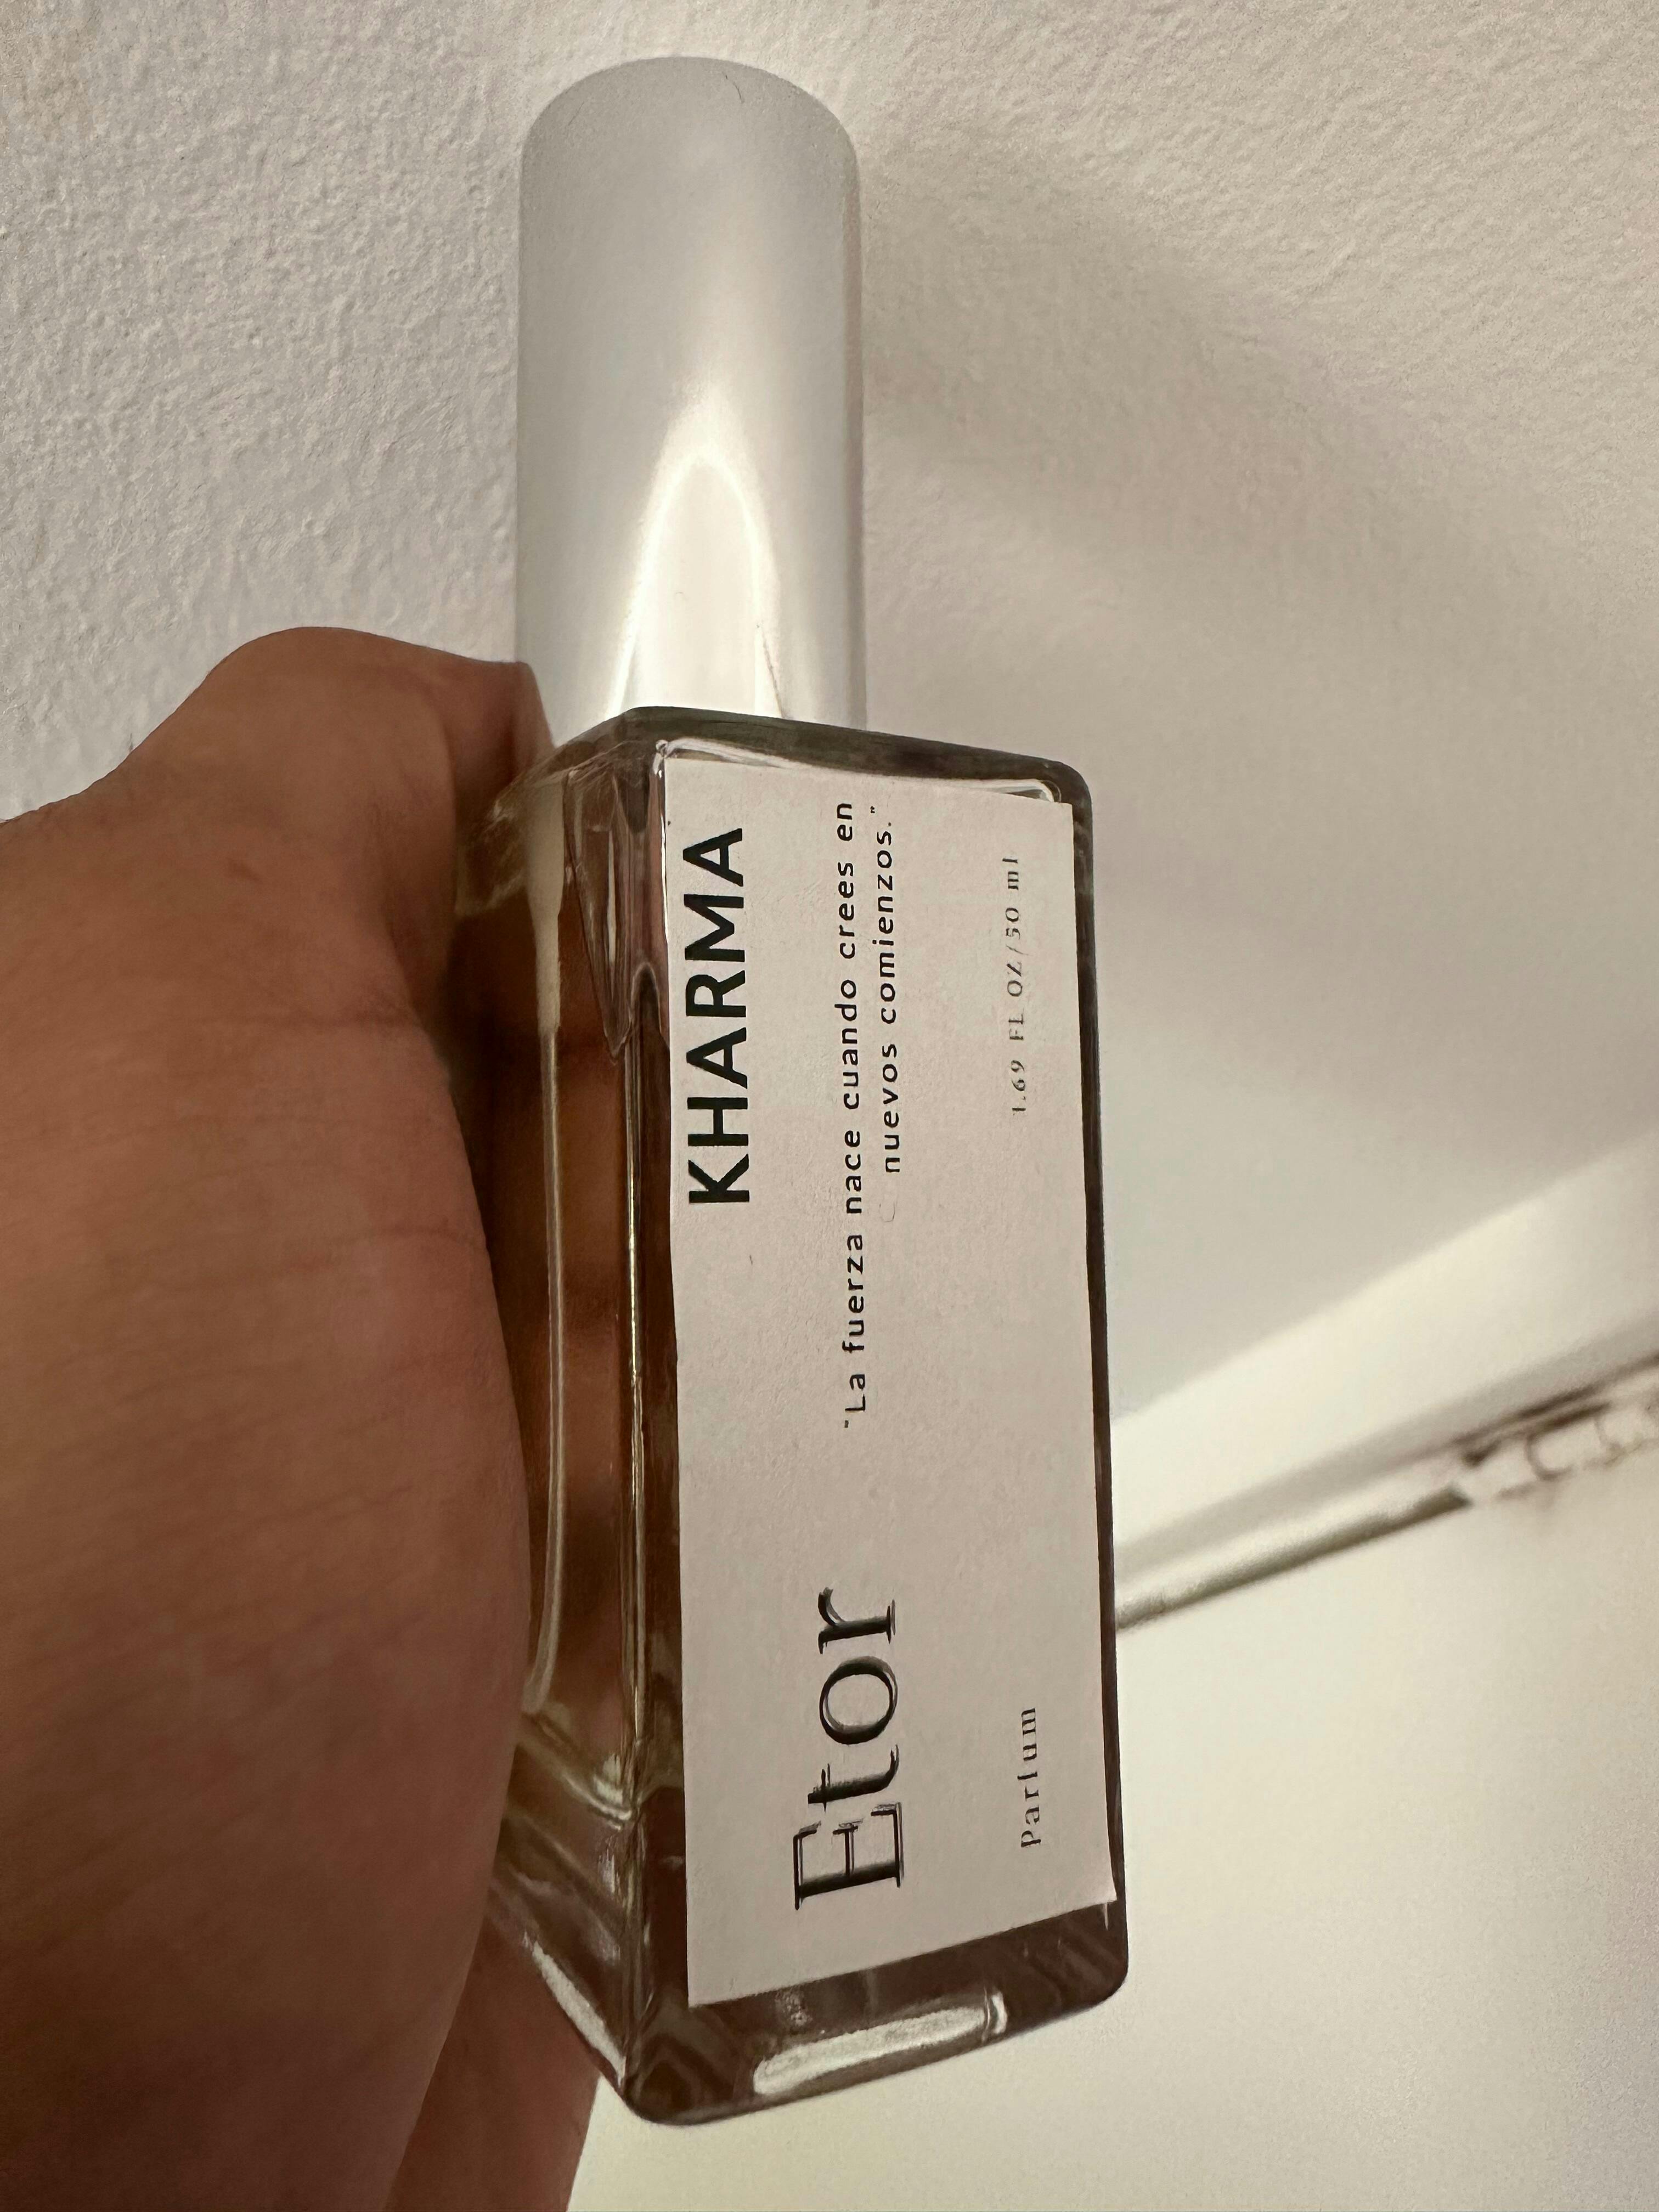 KHARMA
Etor
"La fuerza nace cuando crees en
nuevos comienzos."
Parfum
1.69 FL OZ/50 ml